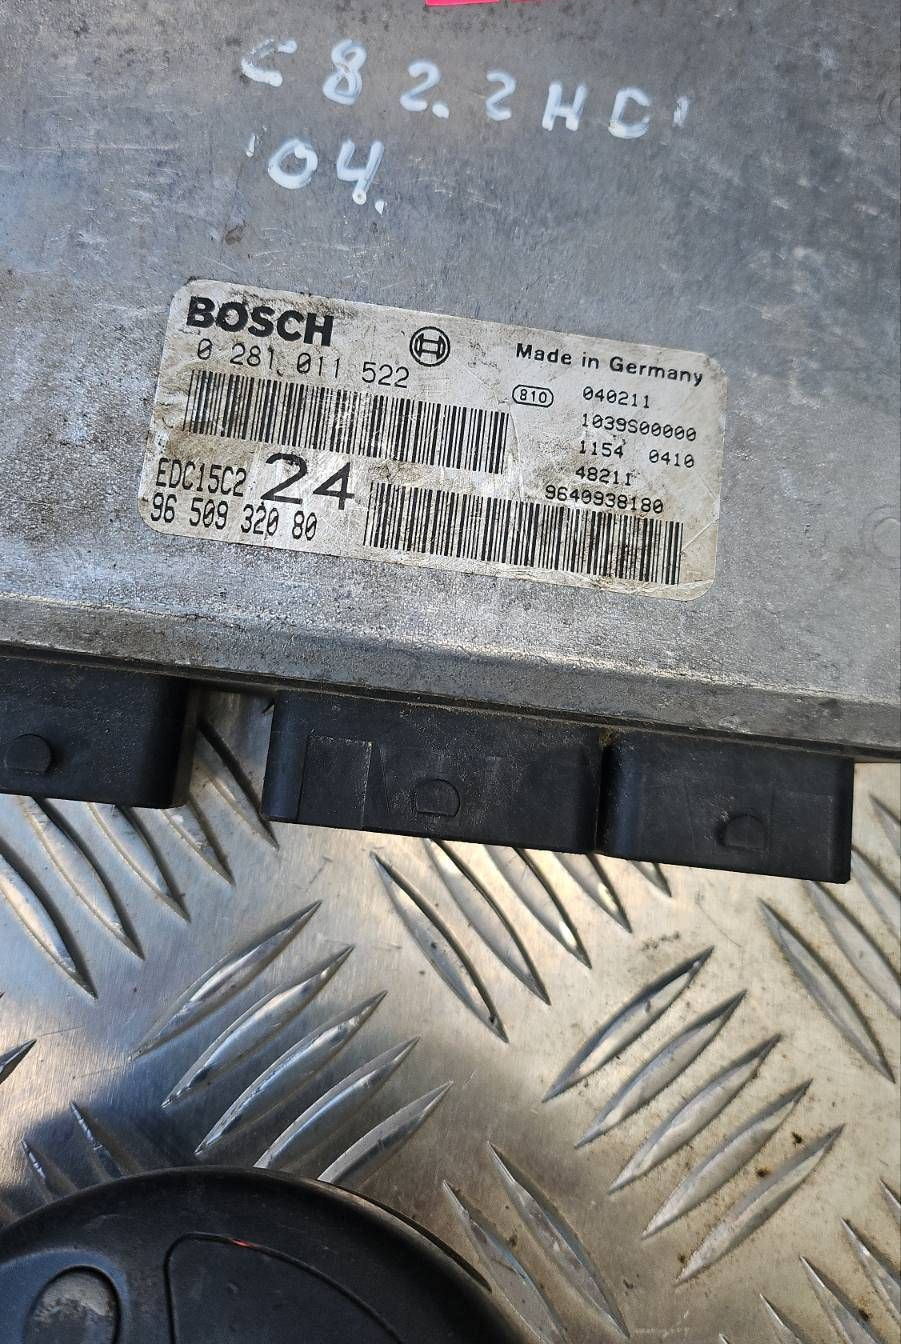 C8 2.2HDi
'04.
BOSCH
0 281 011 522
Made in Germany
810
040211
1039S00000
1154 0410
48211
9640938180
EDC15C2 24
96 509 320 80